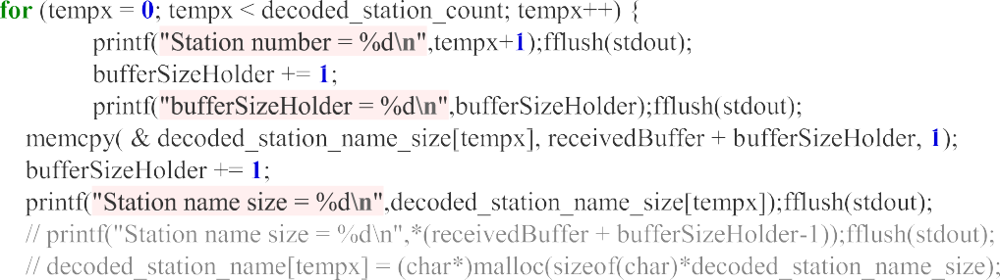 for (tempx = 0; tempx < decoded_station_count; tempx++) {
printf("Station number = %d\n",tempx+1);fflush(stdout);
bufferSizeHolder += 1;
printf("bufferSizeHolder = %d\n",bufferSizeHolder);fflush(stdout);
memcpy( & decoded_station_name_size[tempx], receivedBuffer + bufferSizeHolder, 1);
bufferSizeHolder += 1;
printf("Station name size = %d\n",decoded_station_name_size[tempx]);fflush(stdout);
// printf("Station name size = %d\n",*(receivedBuffer + bufferSizeHolder-1));fflush(stdout);
// decoded_station_name[tempx] = (char*)malloc(sizeof(char)*decoded_station_name_size);